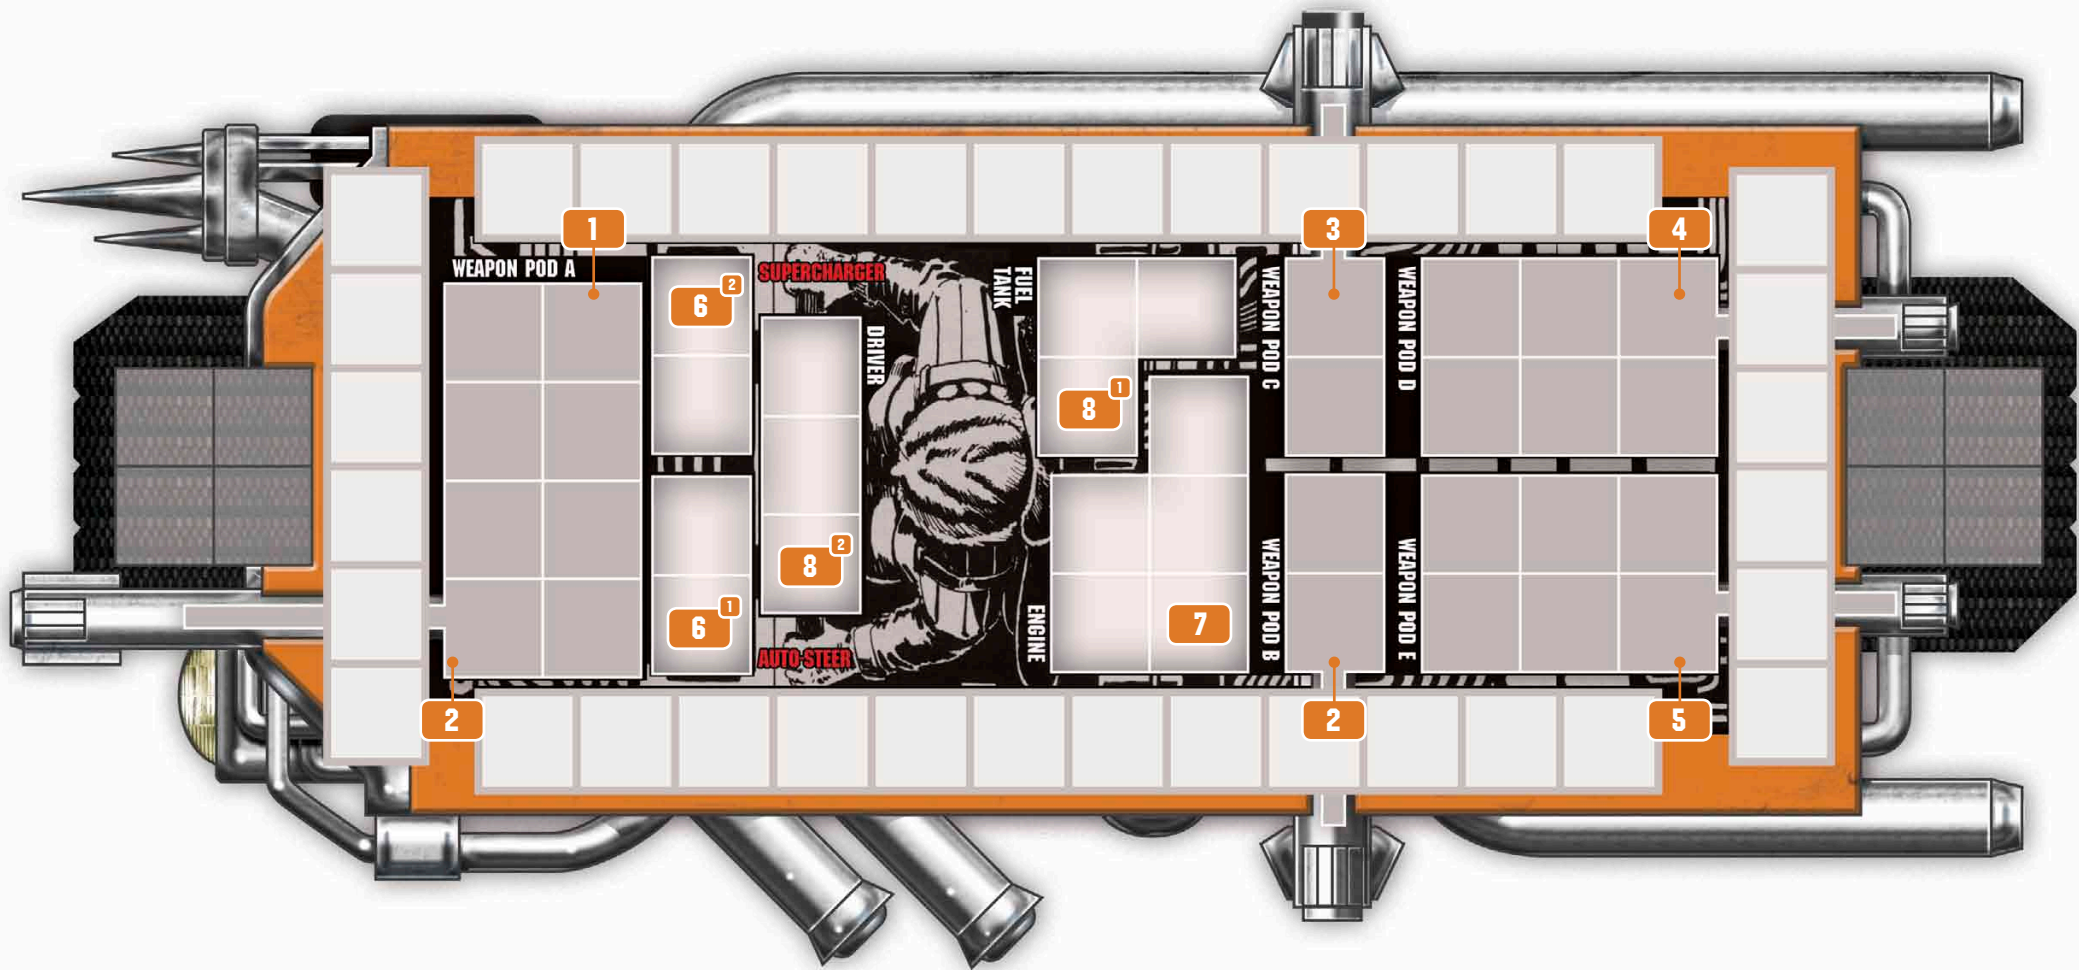 1
3
4
WEAPON POD A
6 2
SUPERCHARGER
FUEL
TANK
WEAPON POD C
WEAPON POD D
DRIVER
8 1
8 2
6 1
AUTO-STEER
ENGINE
7
WEAPON POD B
WEAPON POD E
2
2
5